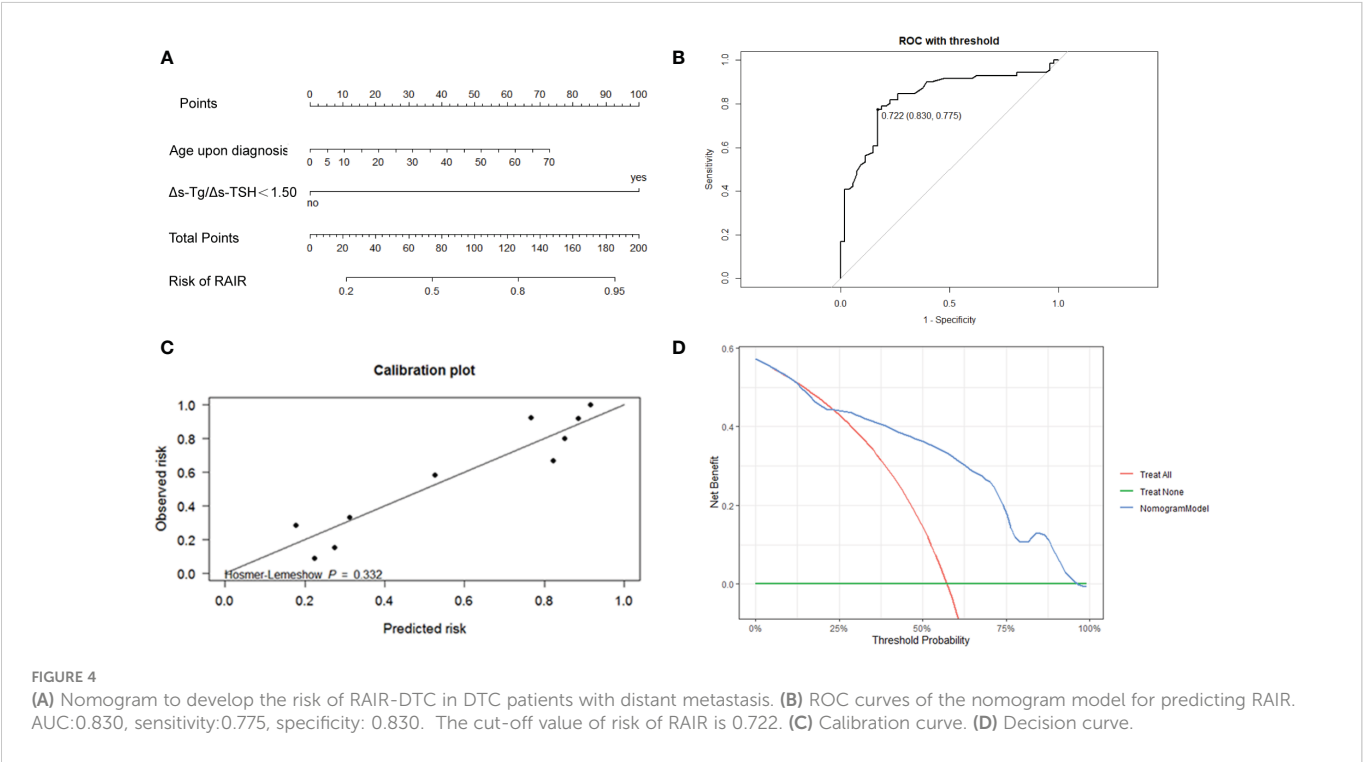 A
Points
0 10 20 30 40 50 60 70 80 90 100
Age upon diagnosis
0 5 10 20 30 40 50 60 70
yes
Δs-Tg/Δs-TSH＜1.50
no
Total Points
0 20 40 60 80 100 120 140 160 180 200
Risk of RAIR
0.2 0.5 0.8 0.95
B
ROC with threshold
Sensitivity
1.0
0.8
0.6
0.4
0.2
0.0
0.722 (0.830, 0.775)
0.0 0.5 1.0
1 - Specificity
C
Calibration plot
Observed risk
1.0
0.8
0.6
0.4
0.2
0.0
Hosmer-Lemeshow P = 0.332
0.0 0.2 0.4 0.6 0.8 1.0
Predicted risk
D
Net Benefit
0.6
0.4
0.2
0.0
0% 25% 50% 75% 100%
Threshold Probability
Treat All
Treat None
NomogramModel
FIGURE 4
(A) Nomogram to develop the risk of RAIR-DTC in DTC patients with distant metastasis. (B) ROC curves of the nomogram model for predicting RAIR.
AUC:0.830, sensitivity:0.775, specificity: 0.830. The cut-off value of risk of RAIR is 0.722. (C) Calibration curve. (D) Decision curve.